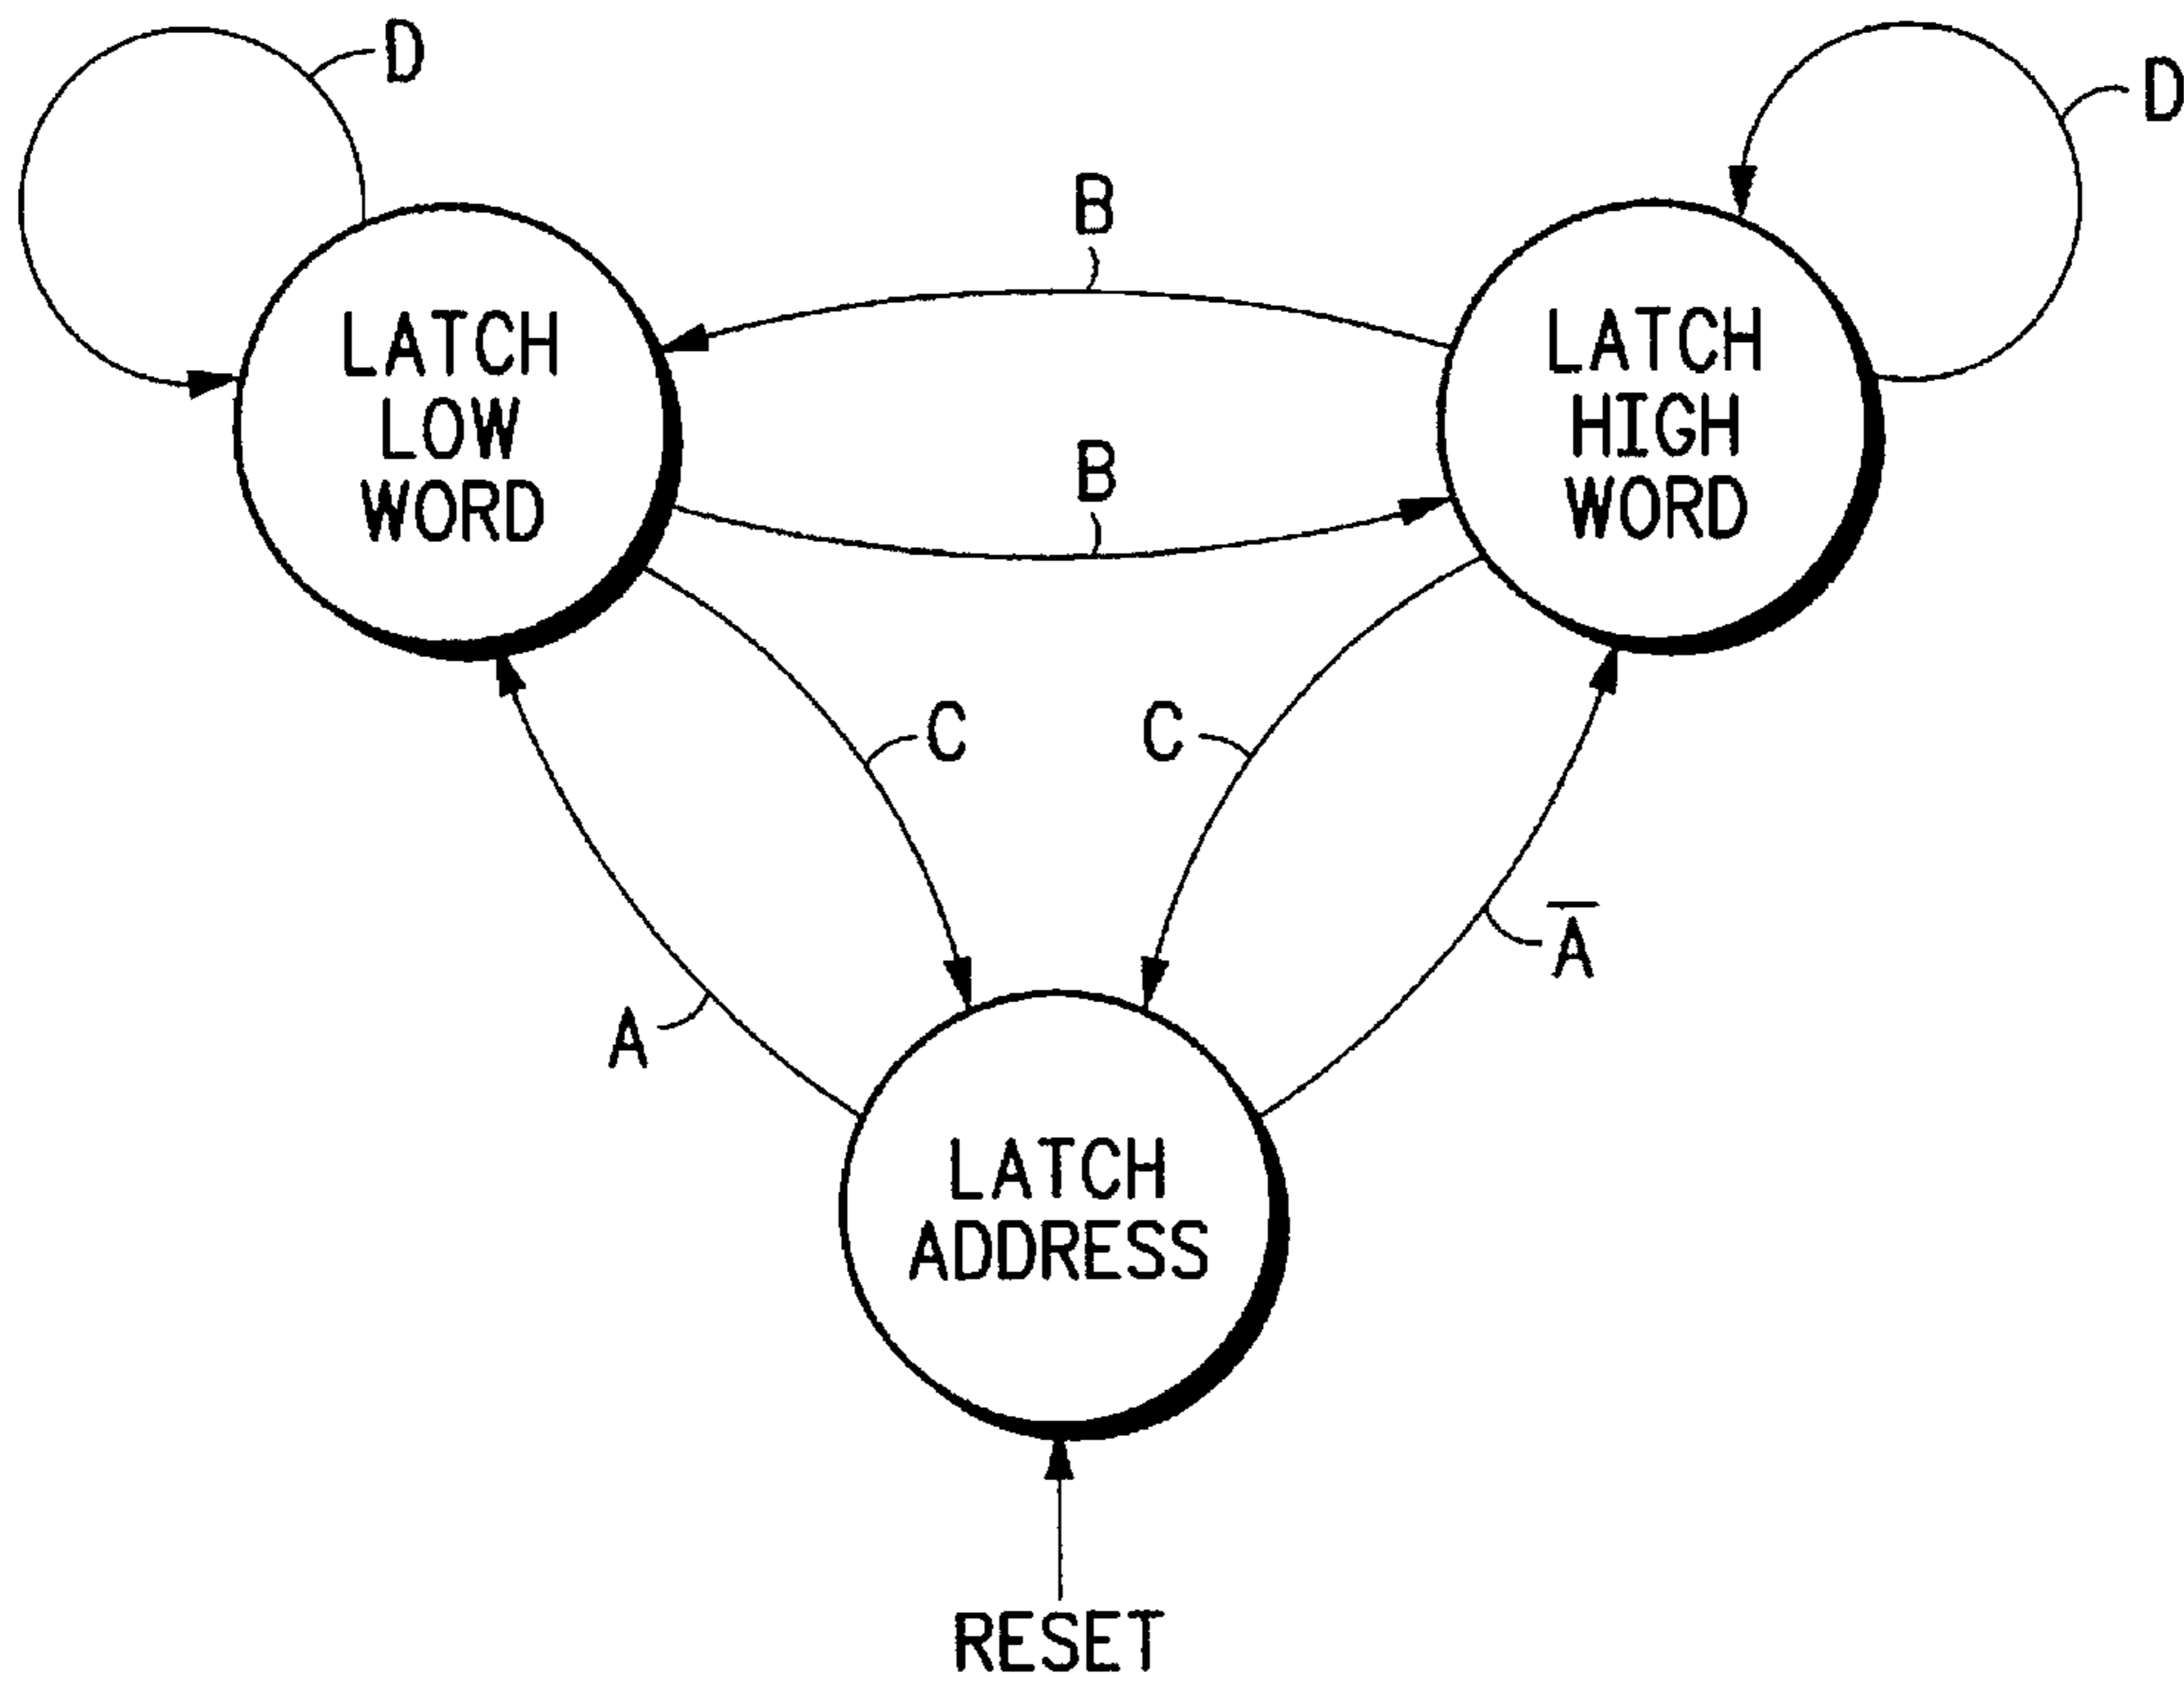 D
D
B
LATCH
LOW
WORD
LATCH
HIGH
WORD
B
C
C
A̅
A
LATCH
ADDRESS
RESET